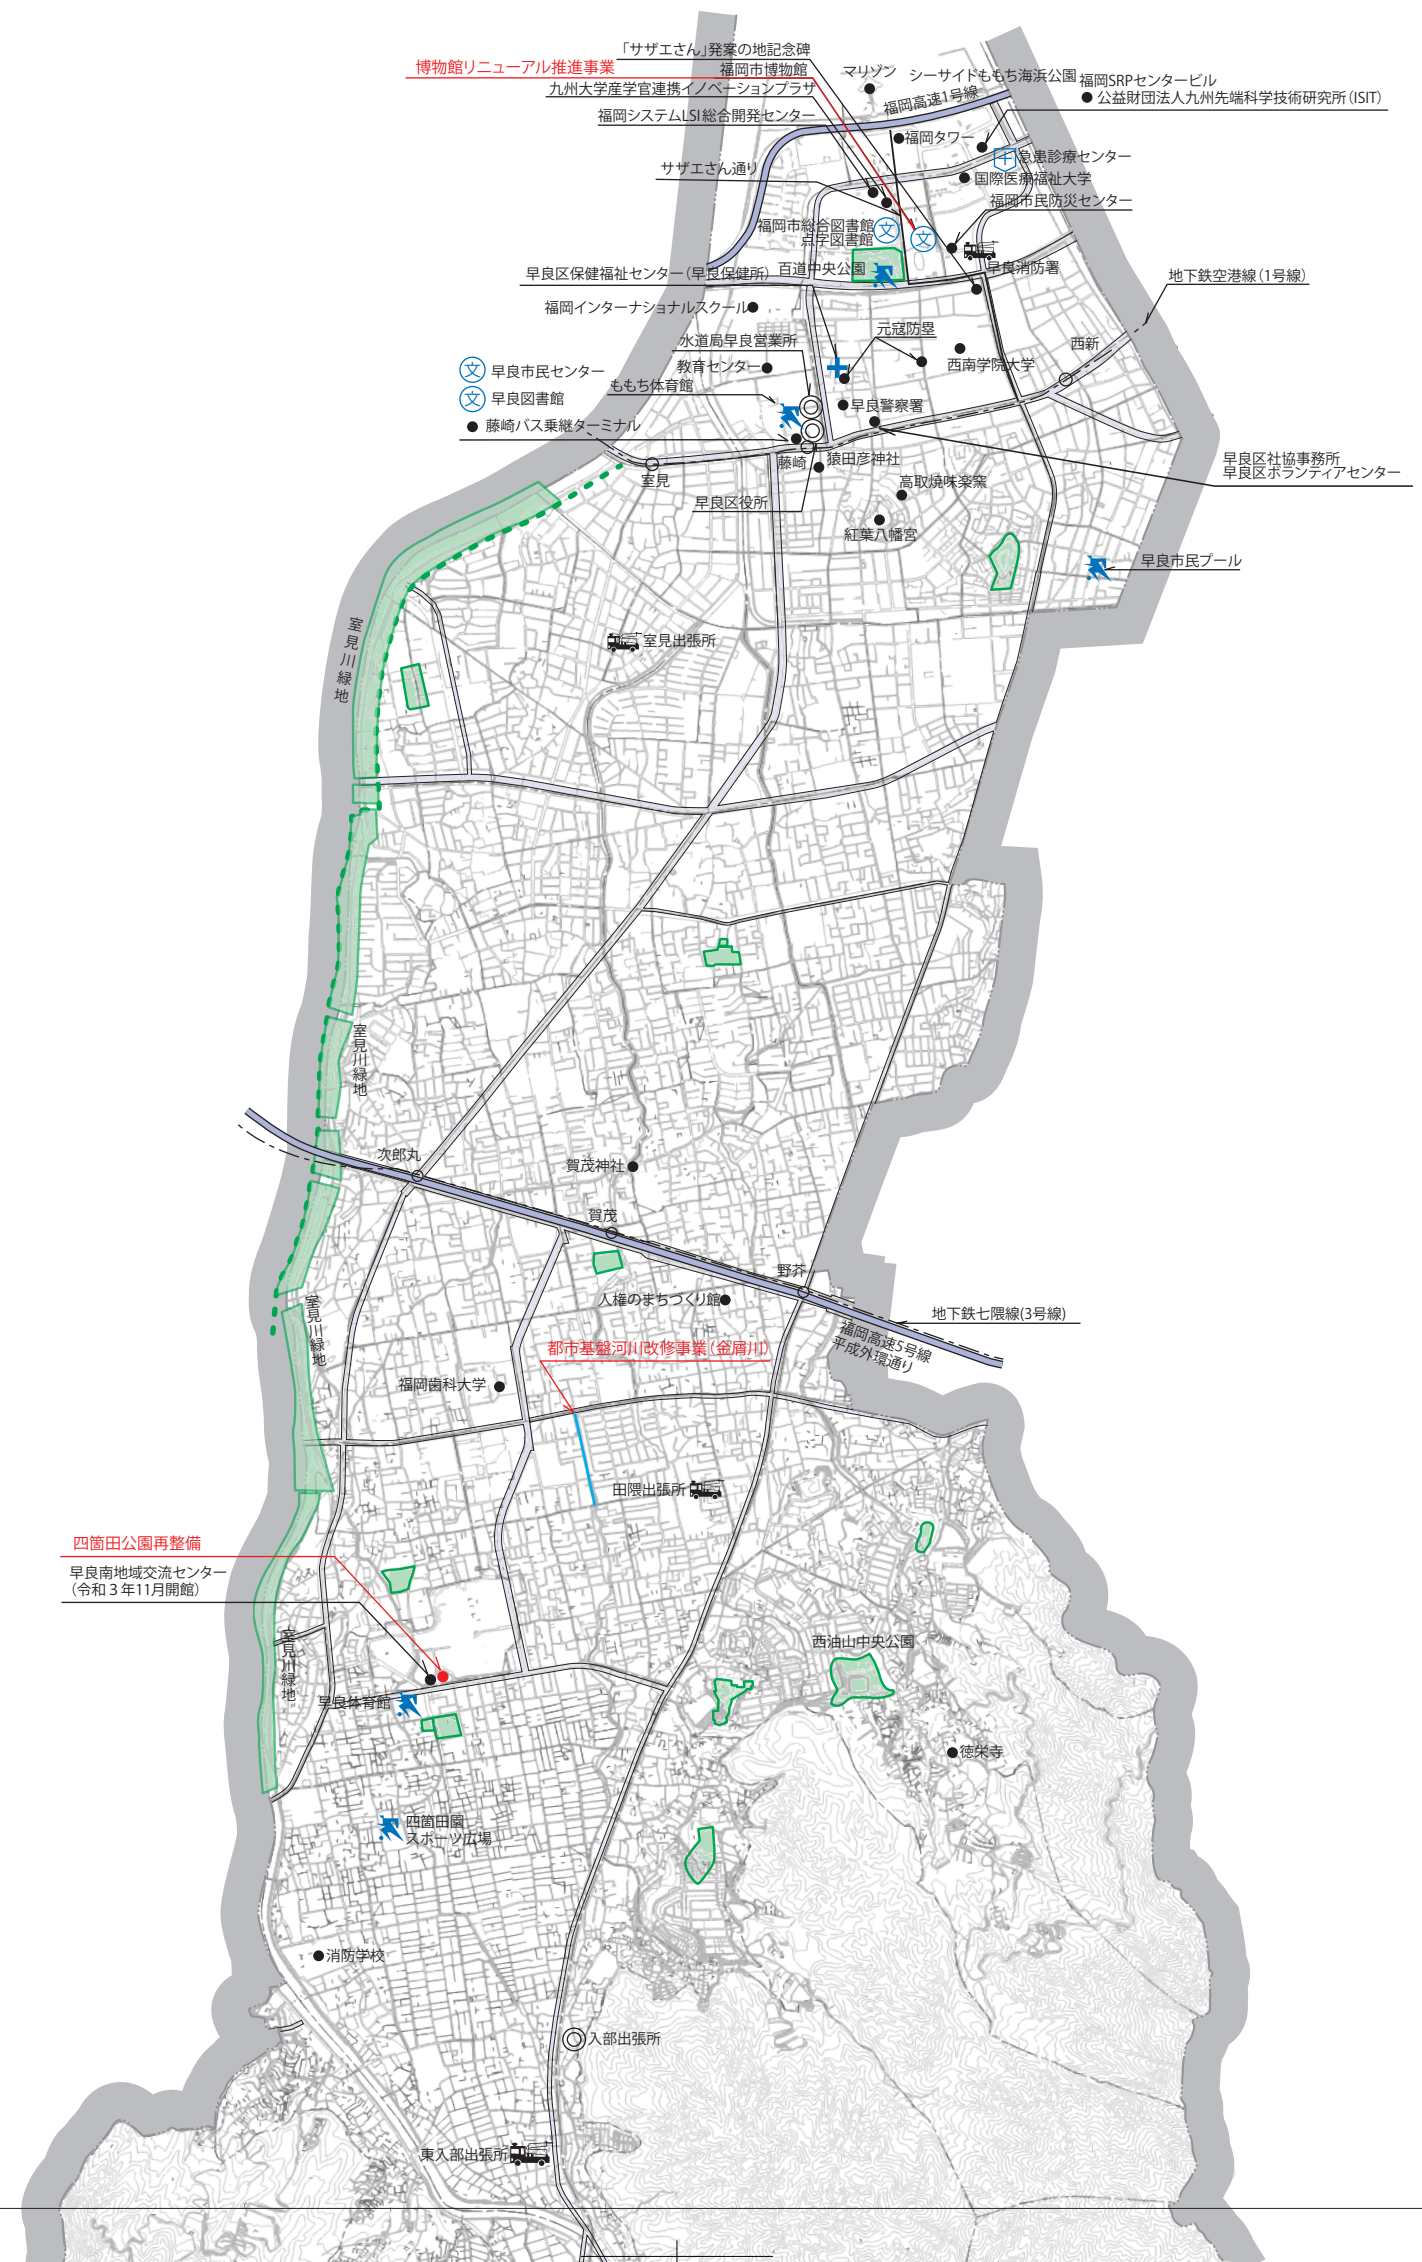 「サザエさん」発案の地記念碑
博物館リニューアル推進事業
福岡市博物館
九州大学産学官連携イノベーションプラザ
福岡システムLSI総合開発センター
サザエさん通り
マリゾン
シーサイドももち海浜公園
福岡SRPセンタービル
公益財団法人九州先端科学技術研究所(ISIT)
福岡高速1号線
福岡タワー
急患診療センター
国際医療福祉大学
福岡市民防災センター
福岡市総合図書館
点字図書館
文
文
早良消防署
早良区保健福祉センター(早良保健所)
百道中央公園
地下鉄空港線(1号線)
福岡インターナショナルスクール
元寇防塁
水道局早良営業所
西新
西南学院大学
教育センター
文 早良市民センター
ももち体育館
文 早良図書館
早良警察署
藤崎バス乗継ターミナル
藤崎
猿田彦神社
早良区社協事務所
早良区ボランティアセンター
室見
高取焼味楽窯
早良区役所
紅葉八幡宮
早良市民プール
室見川緑地
室見出張所
室見川緑地
次郎丸
賀茂神社
賀茂
野芥
人権のまちづくり館
室見川緑地
地下鉄七隈線(3号線)
福岡高速5号線
平成外環通り
都市基盤河川改修事業(金屑川)
福岡歯科大学
田隈出張所
四箇田公園再整備
早良南地域交流センター
(令和3年11月開館)
室見川緑地
西油山中央公園
早良体育館
徳栄寺
四箇田園
スポーツ広場
消防学校
入部出張所
東入部出張所